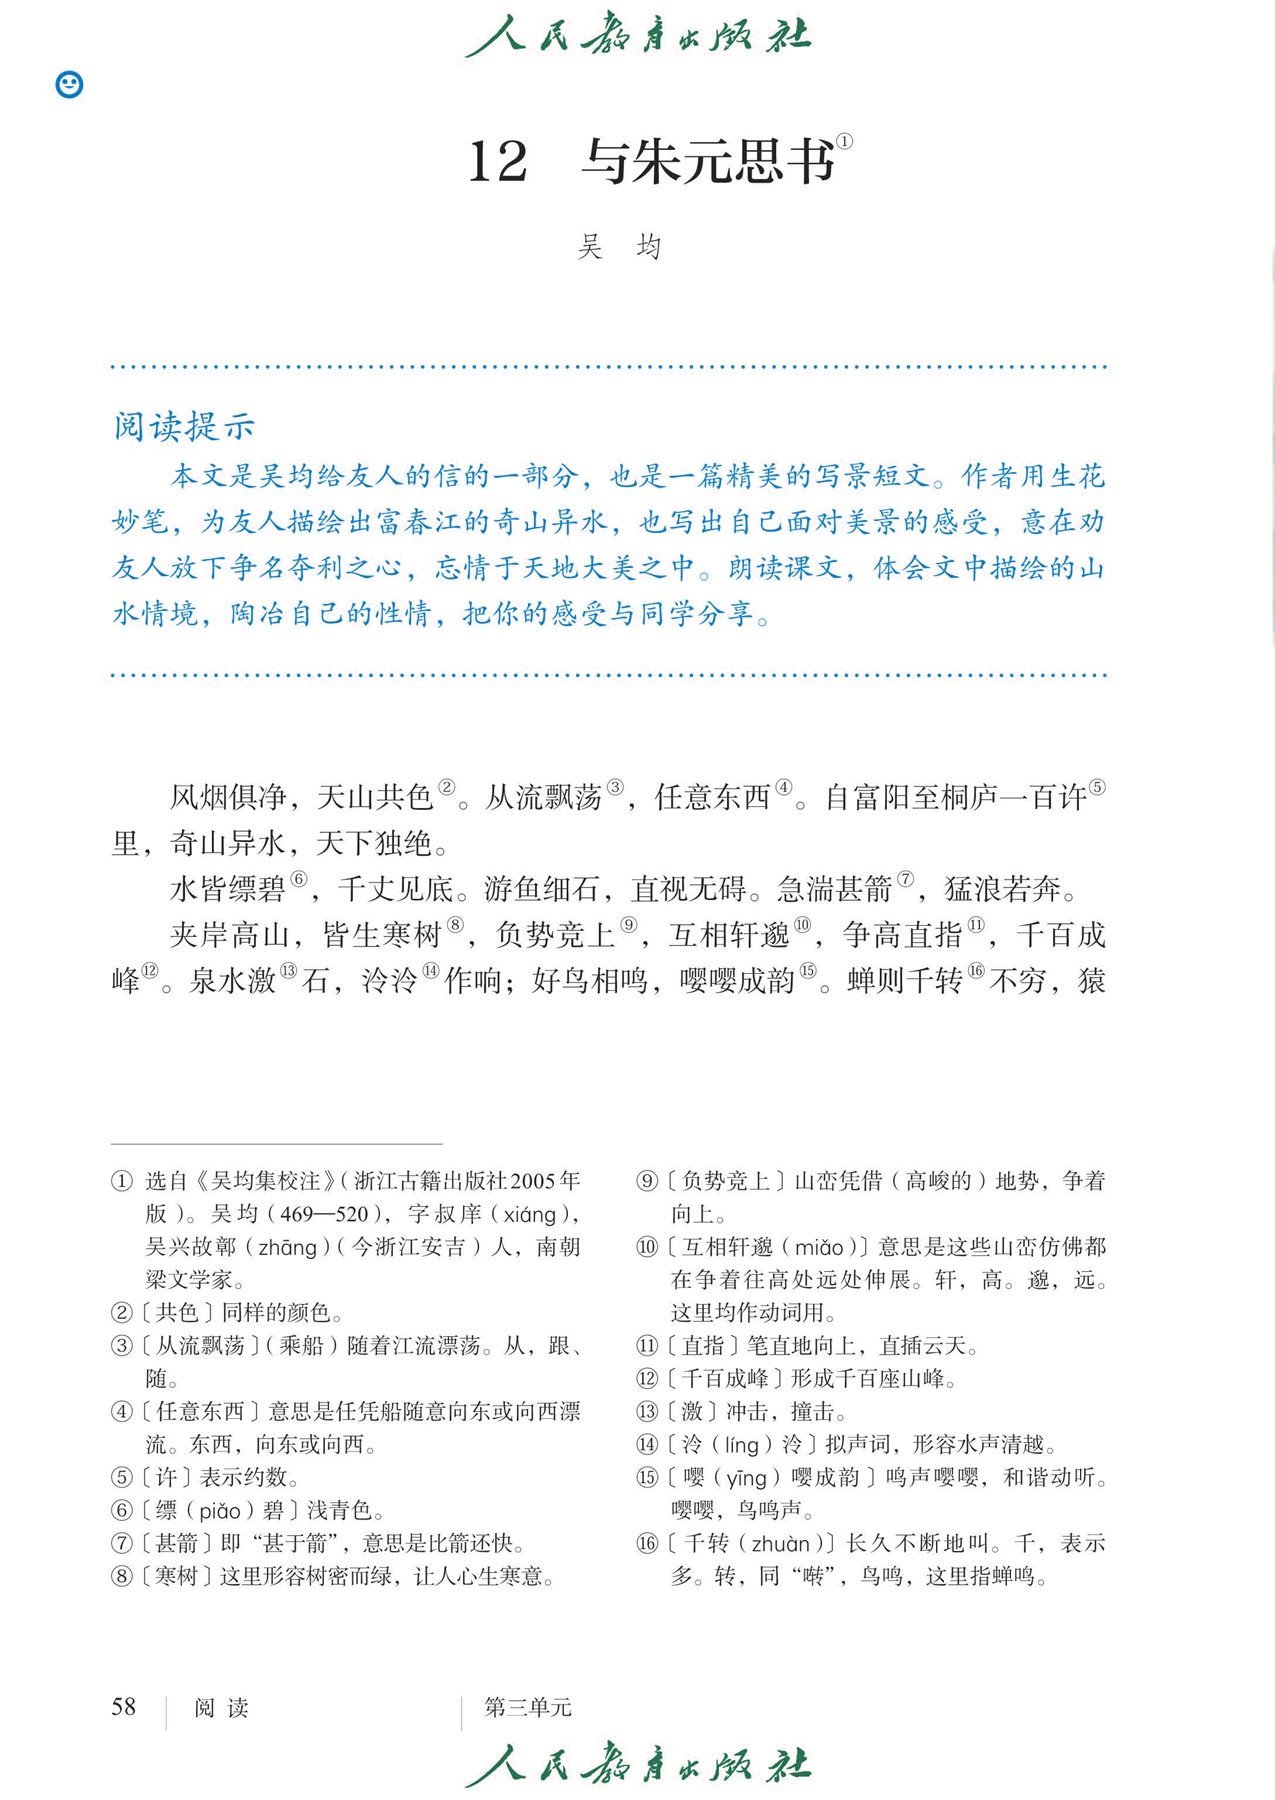 人民教育出版社
12 与朱元思书①
吴 均
阅读提示
本文是吴均给友人的信的一部分，也是一篇精美的写景短文。作者用生花
妙笔，为友人描绘出富春江的奇山异水，也写出自己面对美景的感受，意在劝
友人放下争名夺利之心，忘情于天地大美之中。朗读课文，体会文中描绘的山
水情境，陶冶自己的性情，把你的感受与同学分享。
风烟俱净，天山共色②。从流飘荡③，任意东西④。自富阳至桐庐一百许⑤
里，奇山异水，天下独绝。
水皆缥碧⑥，千丈见底。游鱼细石，直视无碍。急湍甚箭⑦，猛浪若奔。
夹岸高山，皆生寒树⑧，负势竞上⑨，互相轩邈⑩，争高直指⑪，千百成
峰⑫。泉水激⑬石，泠泠⑭作响；好鸟相鸣，嘤嘤成韵⑮。蝉则千转⑯不穷，猿
① 选自《吴均集校注》（浙江古籍出版社2005年
版）。吴均（469—520），字叔庠（xiáng），
吴兴故鄣（zhāng）（今浙江安吉）人，南朝
梁文学家。
②〔共色〕同样的颜色。
③〔从流飘荡〕（乘船）随着江流漂荡。从，跟、
随。
④〔任意东西〕意思是任凭船随意向东或向西漂
流。东西，向东或向西。
⑤〔许〕表示约数。
⑥〔缥（piǎo）碧〕浅青色。
⑦〔甚箭〕即“甚于箭”，意思是比箭还快。
⑧〔寒树〕这里形容树密而绿，让人心生寒意。
⑨〔负势竞上〕山峦凭借（高峻的）地势，争着
向上。
⑩〔互相轩邈（miǎo）〕意思是这些山峦仿佛都
在争着往高处远处伸展。轩，高。邈，远。
这里均作动词用。
⑪〔直指〕笔直地向上，直插云天。
⑫〔千百成峰〕形成千百座山峰。
⑬〔激〕冲击，撞击。
⑭〔泠（líng）泠〕拟声词，形容水声清越。
⑮〔嘤（yīng）嘤成韵〕鸣声嘤嘤，和谐动听。
嘤嘤，鸟鸣声。
⑯〔千转（zhuàn）〕长久不断地叫。千，表示
多。转，同“啭”，鸟鸣，这里指蝉鸣。
58 阅读 第三单元
人民教育出版社